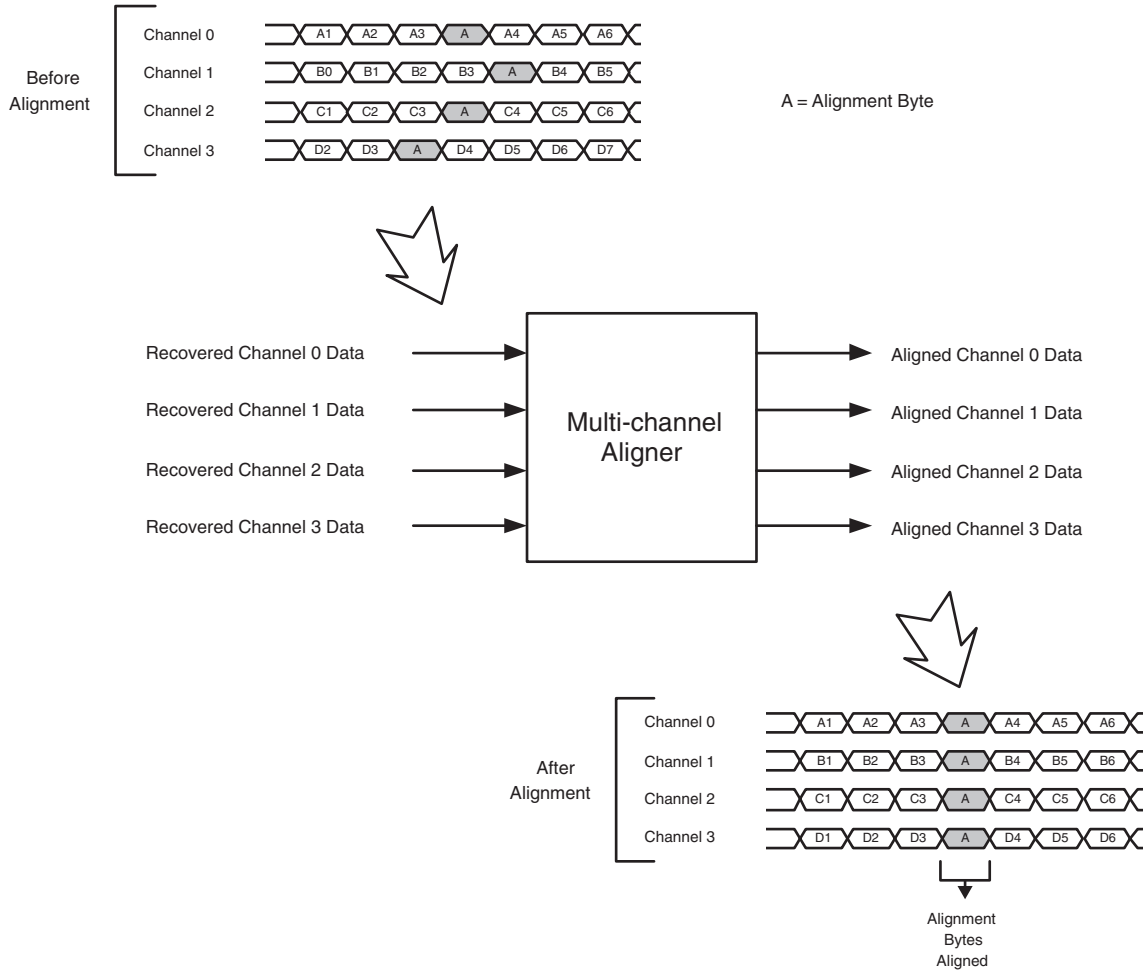 Before
Alignment
Channel 0 A1 A2 A3 A A4 A5 A6
Channel 1 B0 B1 B2 B3 A B4 B5
Channel 2 C1 C2 C3 A C4 C5 C6
Channel 3 D2 D3 A D4 D5 D6 D7
A = Alignment Byte
Recovered Channel 0 Data
Recovered Channel 1 Data
Recovered Channel 2 Data
Recovered Channel 3 Data
Multi-channel
Aligner
Aligned Channel 0 Data
Aligned Channel 1 Data
Aligned Channel 2 Data
Aligned Channel 3 Data
After
Alignment
Channel 0 A1 A2 A3 A A4 A5 A6
Channel 1 B1 B2 B3 A B4 B5 B6
Channel 2 C1 C2 C3 A C4 C5 C6
Channel 3 D1 D2 D3 A D4 D5 D6
Alignment
Bytes
Aligned